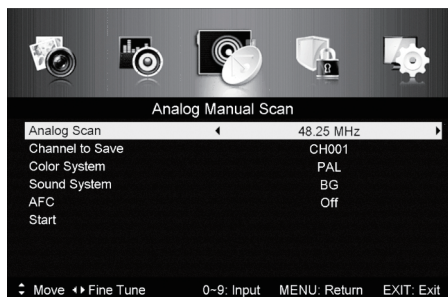 Analog Manual Scan
Analog Scan 48.25 MHz
Channel to Save CH001
Color System PAL
Sound System BG
AFC Off
Start
Move Fine Tune 0~9: Input MENU: Return EXIT: Exit